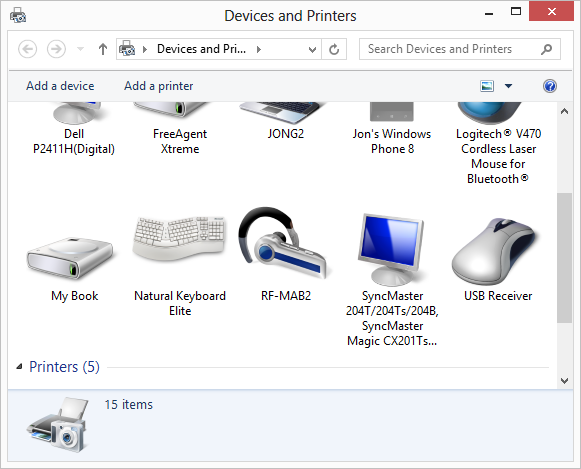 Devices and Printers
Devices and Pri...
Search Devices and Printers
Add a device
Add a printer
Dell
P2411H(Digital)
FreeAgent
Xtreme
JONG2
Jon's Windows
Phone 8
Logitech® V470
Cordless Laser
Mouse for
Bluetooth®
My Book
Natural Keyboard
Elite
RF-MAB2
SyncMaster
204T/204Ts/204B,
SyncMaster
Magic CX201Ts...
USB Receiver
Printers (5)
15 items